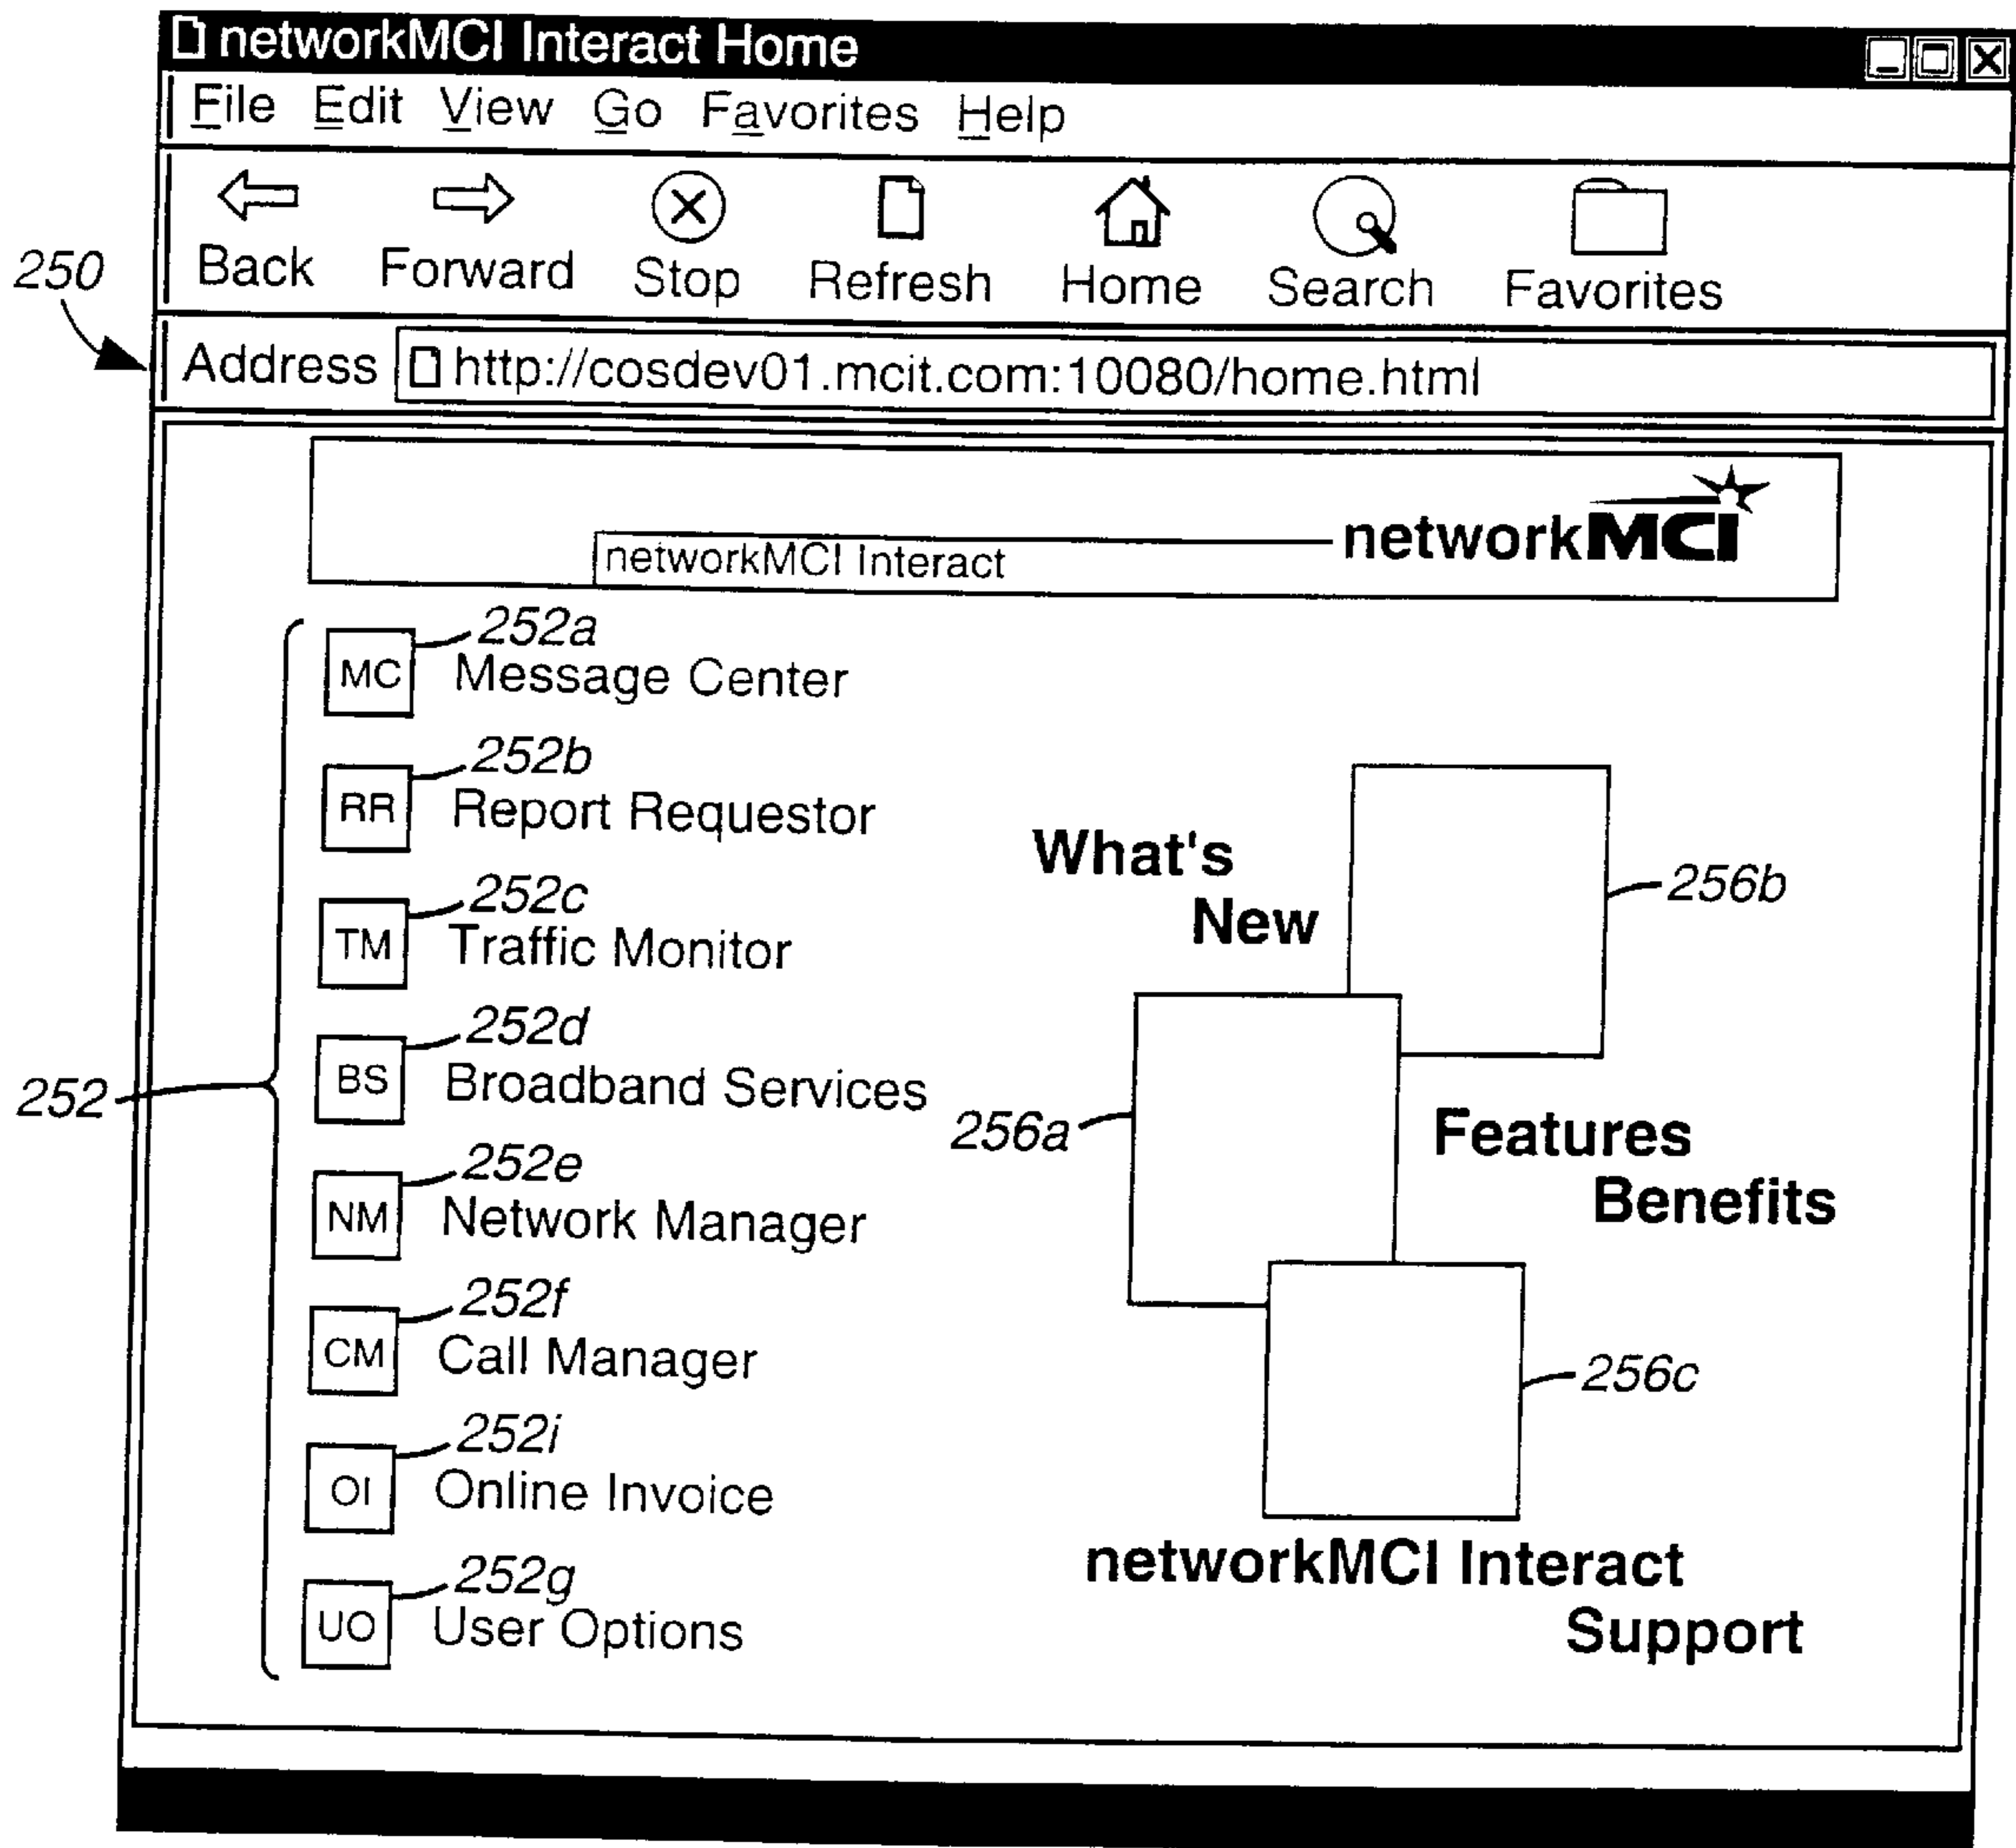 networkMCI Interact Home
File Edit View Go Favorites Help
Back Forward Stop Refresh Home Search Favorites
250
Address http://cosdev01.mcit.com:10080/home.html
networkMCI
networkMCI Interact
252
252a
MC Message Center
252b
RR Report Requestor
252c
TM Traffic Monitor
252d
BS Broadband Services
252e
NM Network Manager
252f
CM Call Manager
252i
OI Online Invoice
252g
UO User Options
What's
New
256b
256a
Features
Benefits
256c
networkMCI Interact
Support